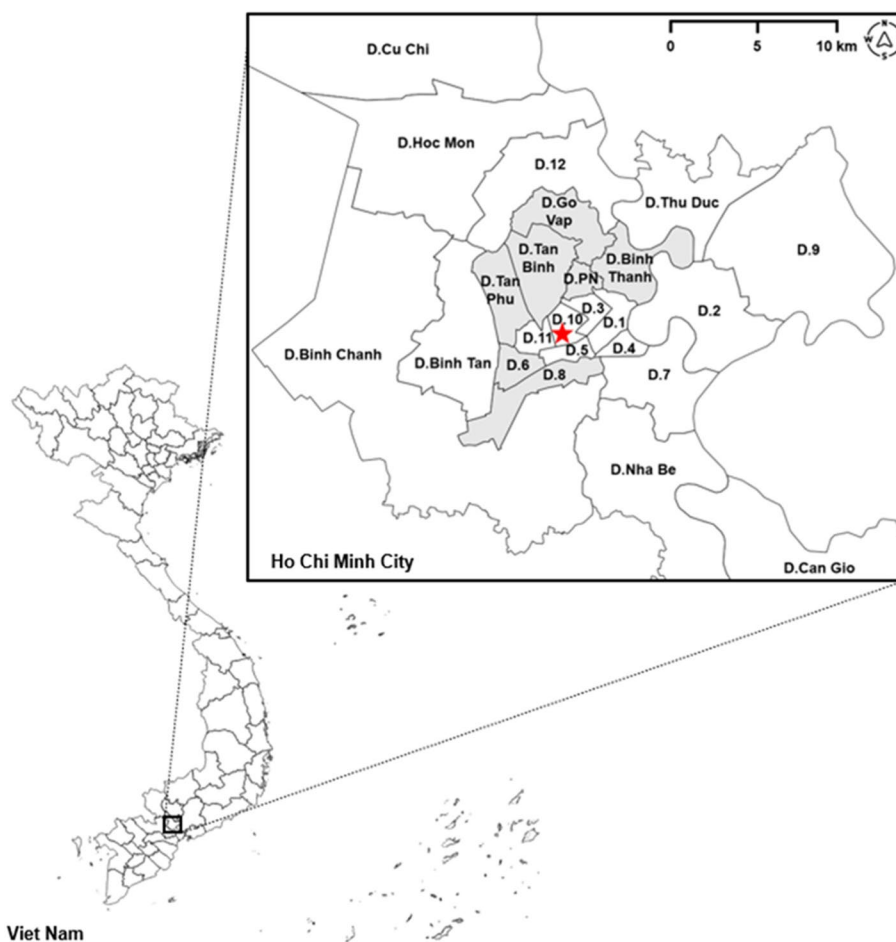 D.Cu Chi
0 5 10 km
W
S
D.Hoc Mon
D.12
D.Thu Duc
D.Go
Vap
D.9
D.Tan
Binh
D.Binh
Thanh
D.PN
D.Tan
Phu
D.2
D.3
D.10
D.1
D.11
D.5
D.4
D.Binh Chanh
D.Binh Tan
D.6
D.8
D.7
D.Nha Be
Ho Chi Minh City
D.Can Gio
Viet Nam